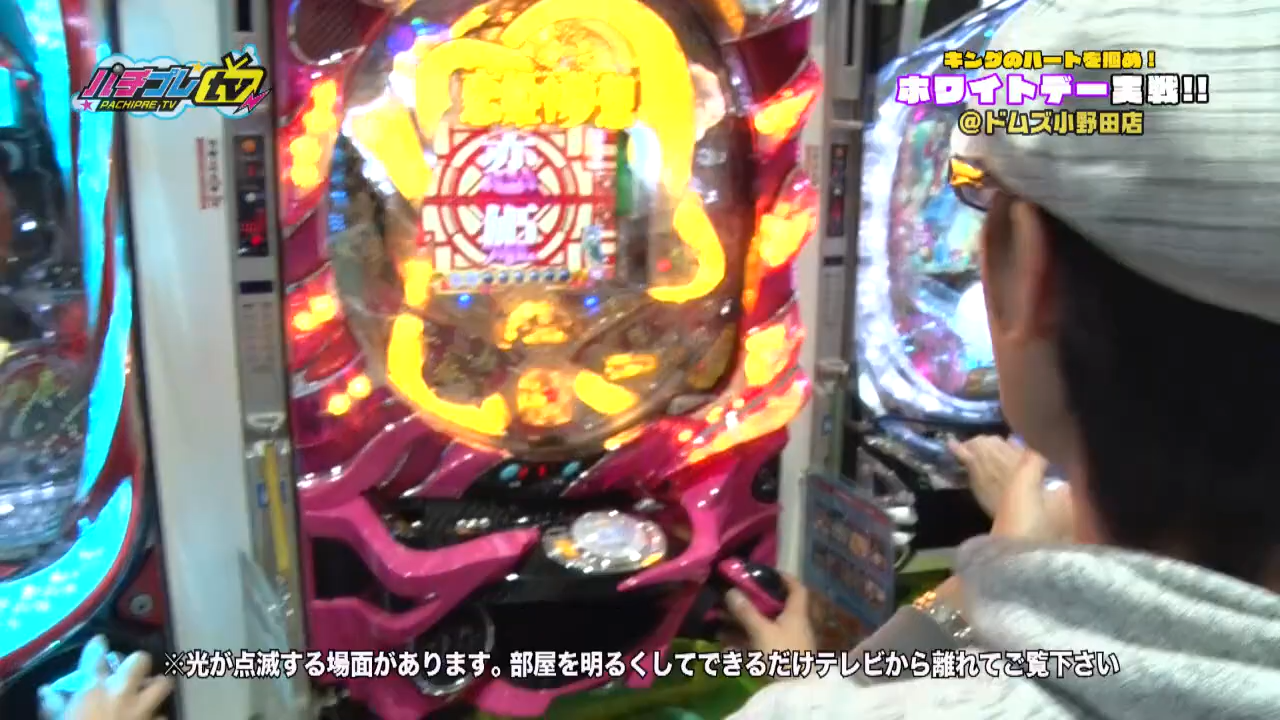 パチプレtv
PACHIPRE TV
キングのハートを掴め！
ホワイトデー実戦!!
@ドムズ小野田店
恋
姫
※光が点滅する場面があります。部屋を明るくしてできるだけテレビから離れてご覧下さい